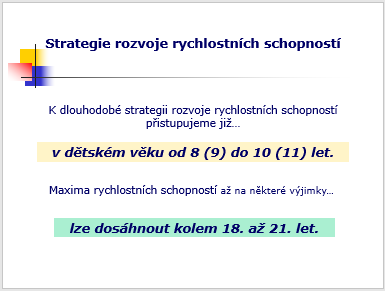 Strategie rozvoje rychlostních schopností
K dlouhodobé strategii rozvoje rychlostních schopností
přistupujeme již...
v dětském věku od 8 (9) do 10 (11) let.
Maxima rychlostních schopností až na některé výjimky...
lze dosáhnout kolem 18. až 21. let.